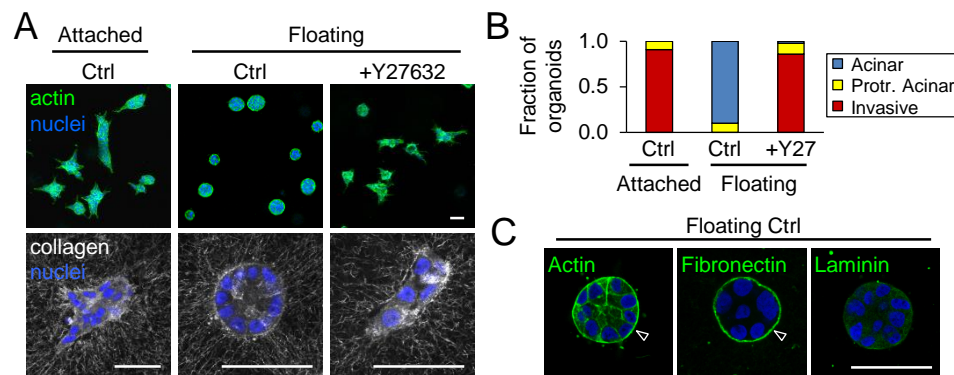 A
Attached
Floating
Ctrl
Ctrl
+Y27632
actin
nuclei
collagen
nuclei
B
Fraction of
organoids
1.0
0.5
0.0
Ctrl
Ctrl
+Y27
Attached
Floating
Acinar
Protr. Acinar
Invasive
C
Floating Ctrl
Actin
Fibronectin
Laminin